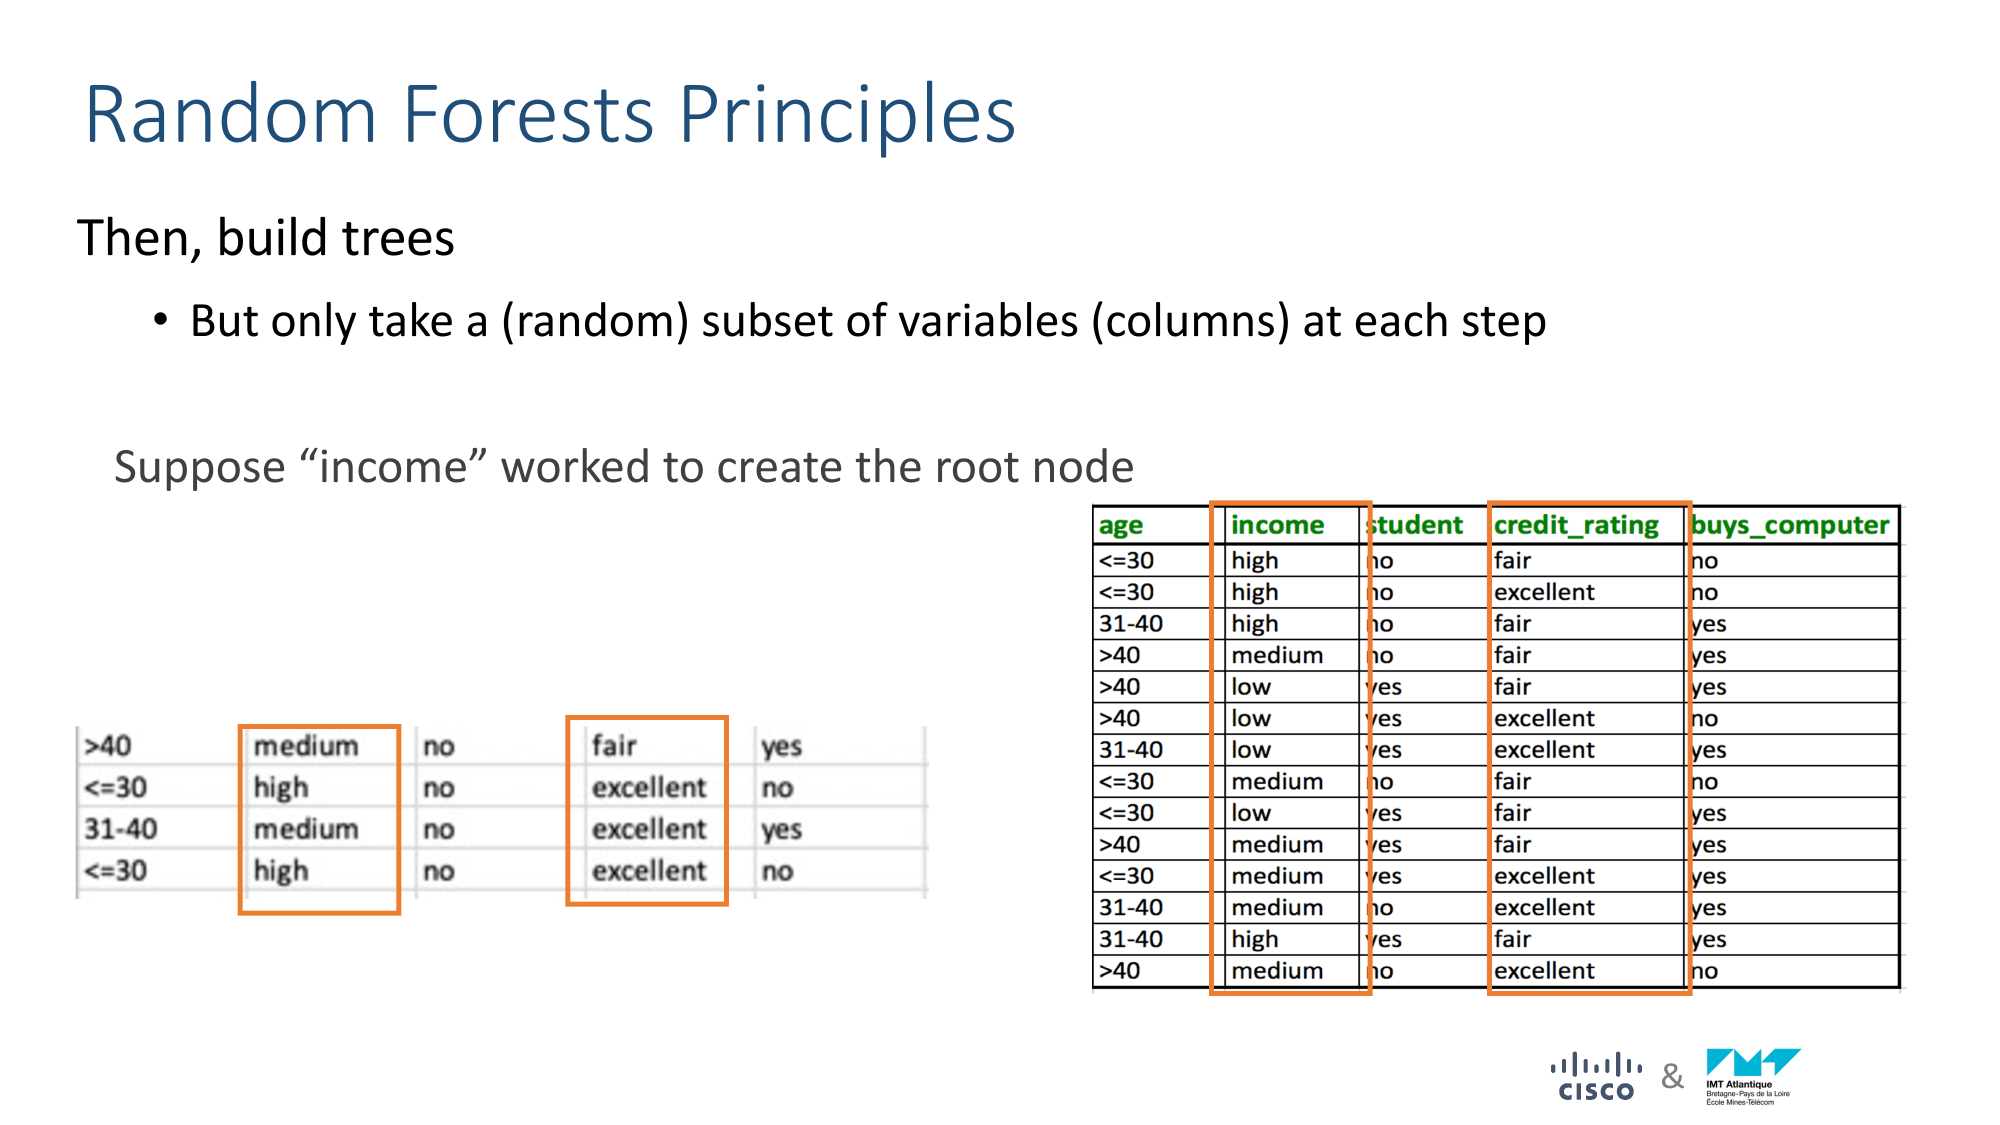 Random Forests Principles
Then, build trees
• But only take a (random) subset of variables (columns) at each step
Suppose “income” worked to create the root node
>40 medium no fair yes
<=30 high no excellent no
31-40 medium no excellent yes
<=30 high no excellent no
age income student credit_rating buys_computer
<=30 high no fair no
<=30 high no excellent no
31-40 high no fair yes
>40 medium no fair yes
>40 low yes fair yes
>40 low yes excellent no
31-40 low yes excellent yes
<=30 medium no fair no
<=30 low yes fair yes
>40 medium yes fair yes
<=30 medium yes excellent yes
31-40 medium no excellent yes
31-40 high yes fair yes
>40 medium no excellent no
CISCO & IMT Atlantique
Bretagne-Pays de la Loire
École Mines-Télécom